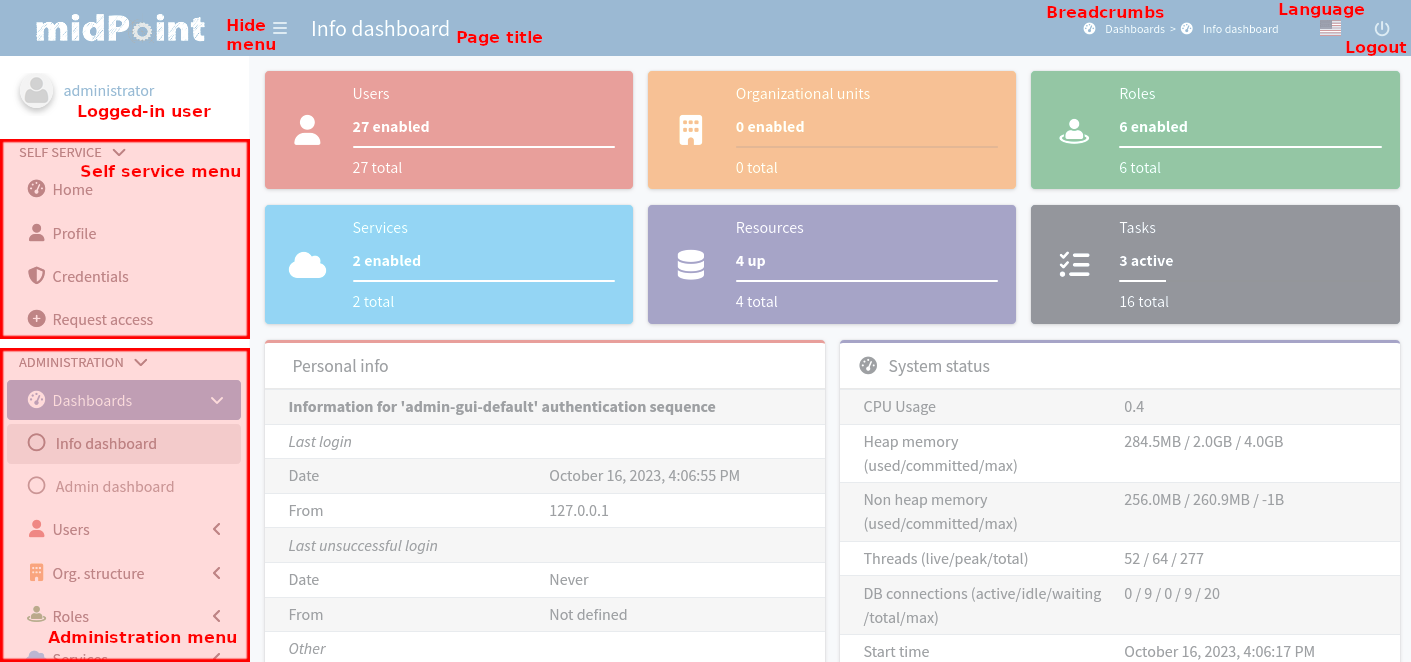 midPoint
Hide
menu
Info dashboard
Page title
Breadcrumbs
Dashboards > Info dashboard
Language
Logout
administrator
Logged-in user
SELF SERVICE
Self service menu
Home
Profile
Credentials
Request access
ADMINISTRATION
Dashboards
Info dashboard
Admin dashboard
Users
Org. structure
Roles
Administration menu
Services
Users
27 enabled
27 total
Organizational units
0 enabled
0 total
Roles
6 enabled
6 total
Services
2 enabled
2 total
Resources
4 up
4 total
Tasks
3 active
16 total
Personal info
Information for 'admin-gui-default' authentication sequence
Last login
Date October 16, 2023, 4:06:55 PM
From 127.0.0.1
Last unsuccessful login
Date Never
From Not defined
Other
System status
CPU Usage 0.4
Heap memory 284.5MB / 2.0GB / 4.0GB
(used/committed/max)
Non heap memory 256.0MB / 260.9MB / -1B
(used/committed/max)
Threads (live/peak/total) 52 / 64 / 277
DB connections (active/idle/waiting 0 / 9 / 0 / 9 / 20
/total/max)
Start time October 16, 2023, 4:06:17 PM